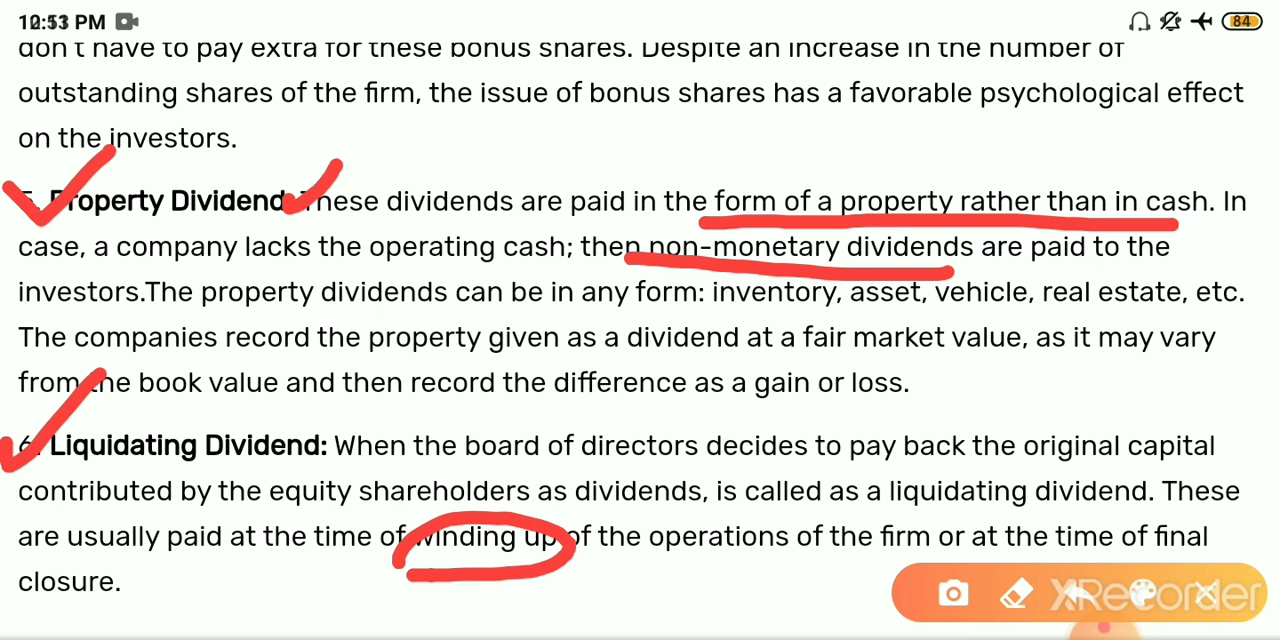 10:53 PM
84
don't have to pay extra for these bonus shares. Despite an increase in the number of
outstanding shares of the firm, the issue of bonus shares has a favorable psychological effect
on the investors.
5. Property Dividend: These dividends are paid in the form of a property rather than in cash. In
case, a company lacks the operating cash; then non-monetary dividends are paid to the
investors.The property dividends can be in any form: inventory, asset, vehicle, real estate, etc.
The companies record the property given as a dividend at a fair market value, as it may vary
from the book value and then record the difference as a gain or loss.
6. Liquidating Dividend: When the board of directors decides to pay back the original capital
contributed by the equity shareholders as dividends, is called as a liquidating dividend. These
are usually paid at the time of winding up of the operations of the firm or at the time of final
closure.
XRecorder